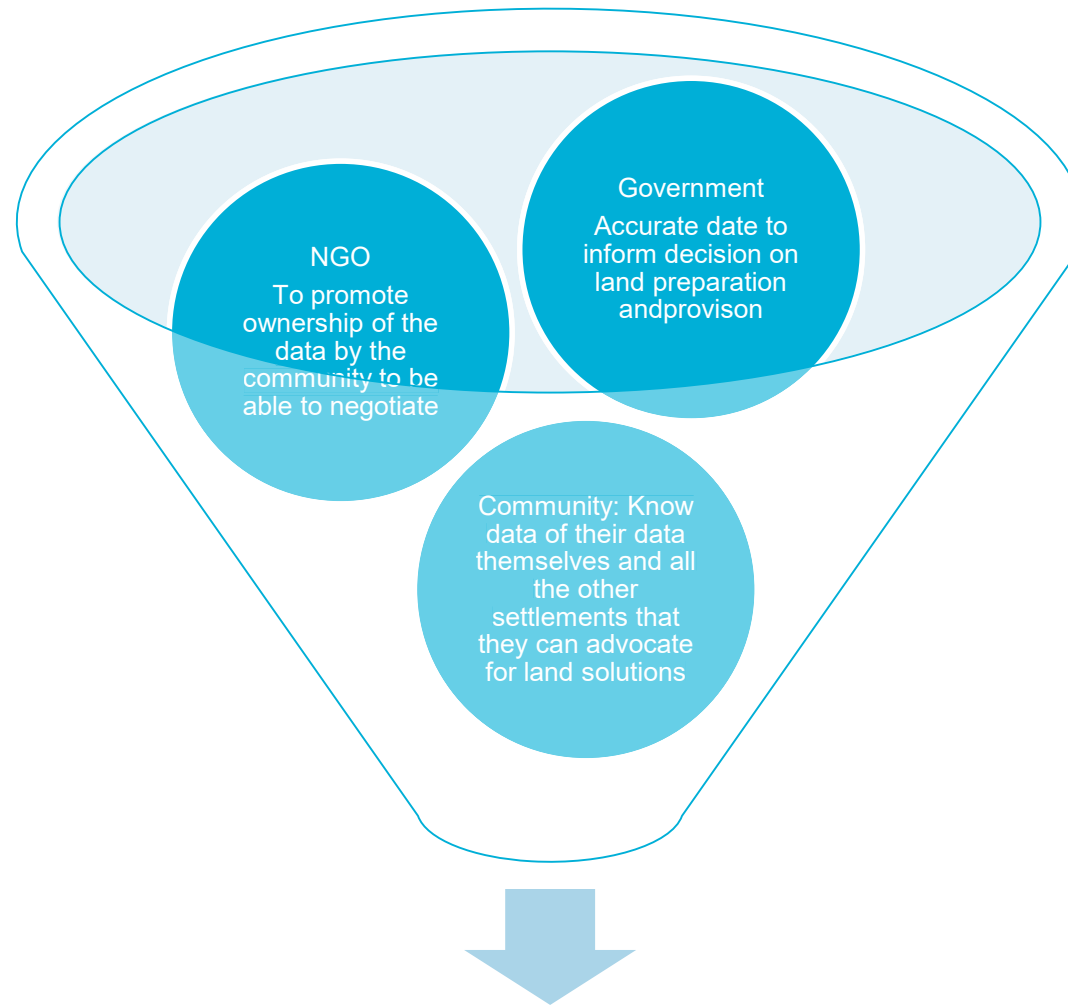 NGO
To promote
ownership of the
data by the
community to be
able to negotiate
Government
Accurate date to
inform decision on
land preparation
andprovison
Community: Know
data of their data
themselves and all
the other
settlements that
they can advocate
for land solutions